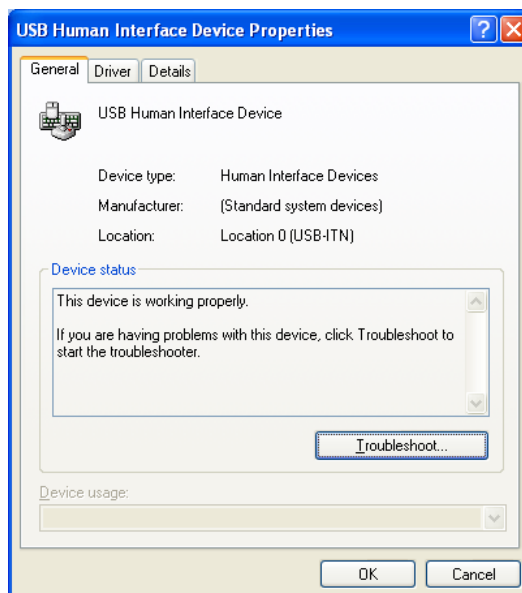 USB Human Interface Device Properties
General Driver Details
USB Human Interface Device
Device type: Human Interface Devices
Manufacturer: (Standard system devices)
Location: Location 0 (USB-ITN)
Device status
This device is working properly.
If you are having problems with this device, click Troubleshoot to
start the troubleshooter.
Troubleshoot...
Device usage:
OK Cancel